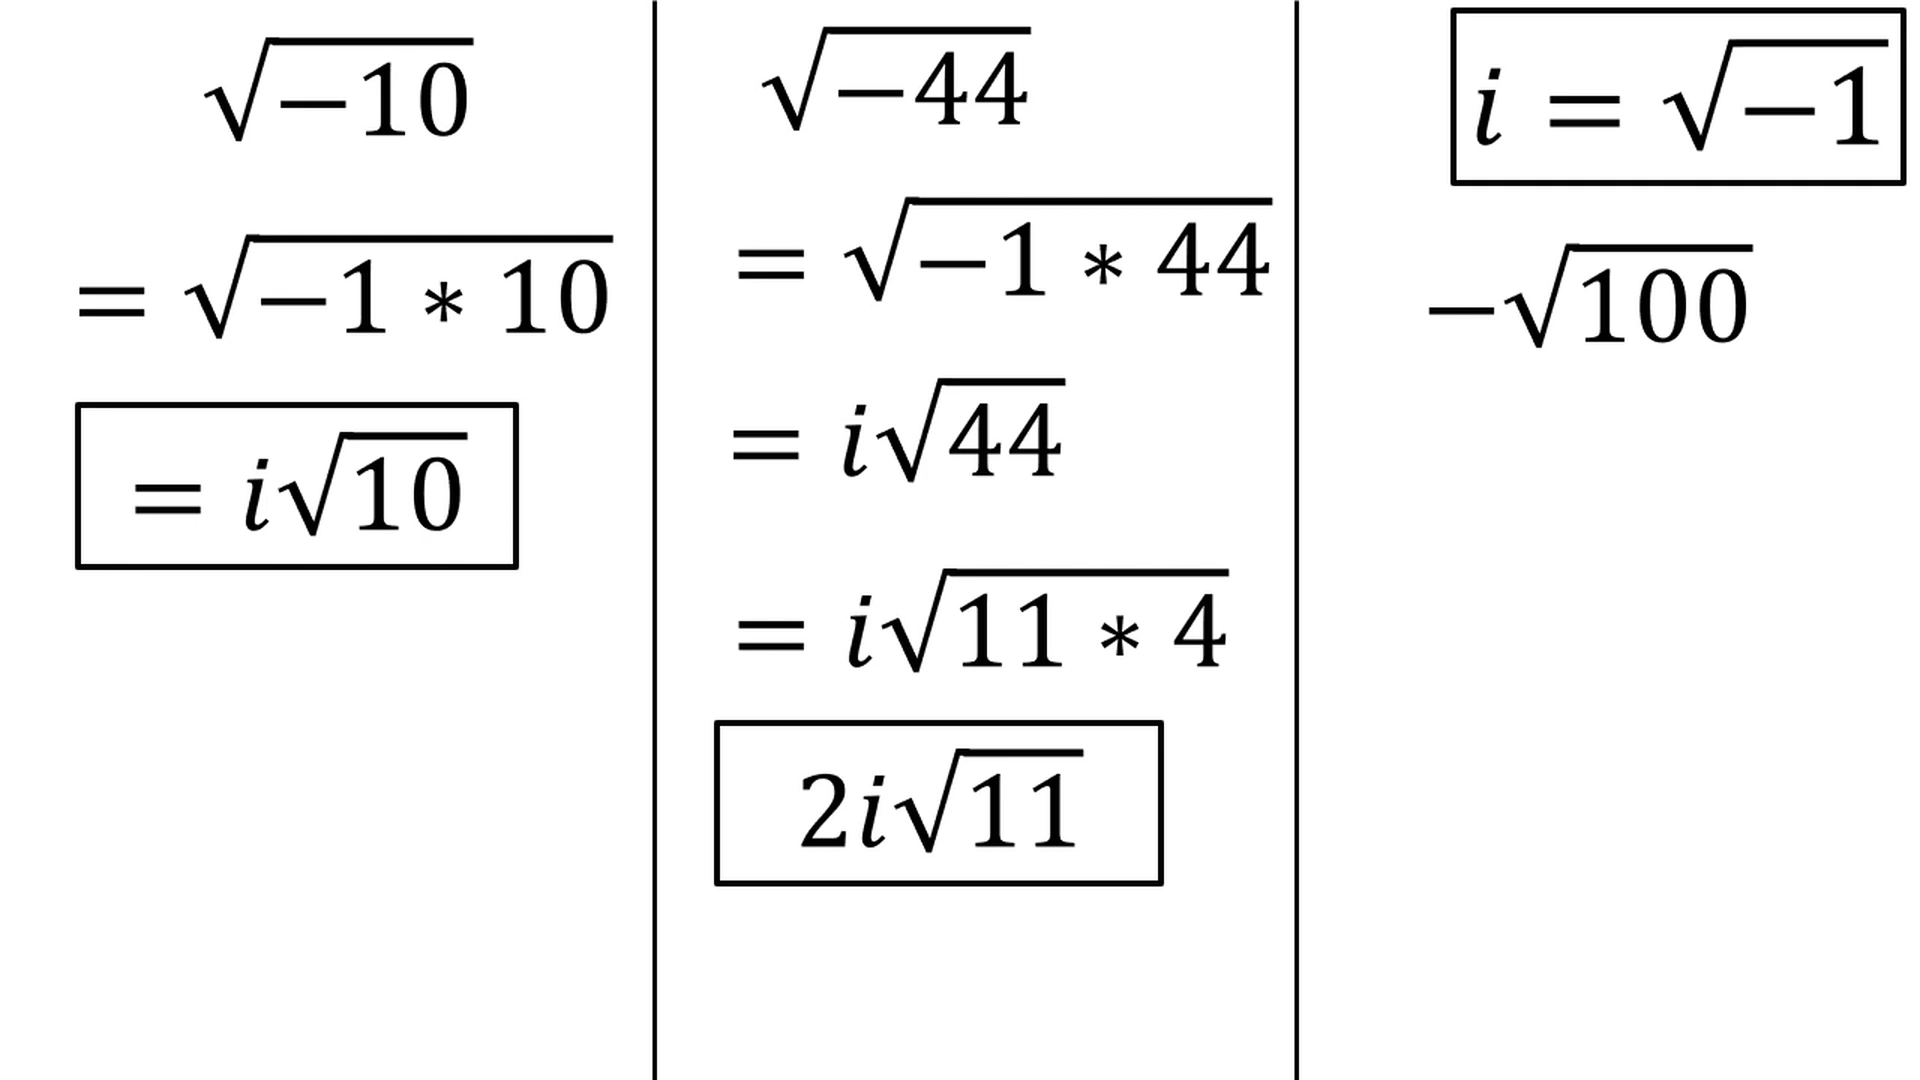 √−10
= √−1 * 10
= i√10
√−44
= √−1 * 44
= i√44
= i√11 * 4
2i√11
i = √−1
−√100